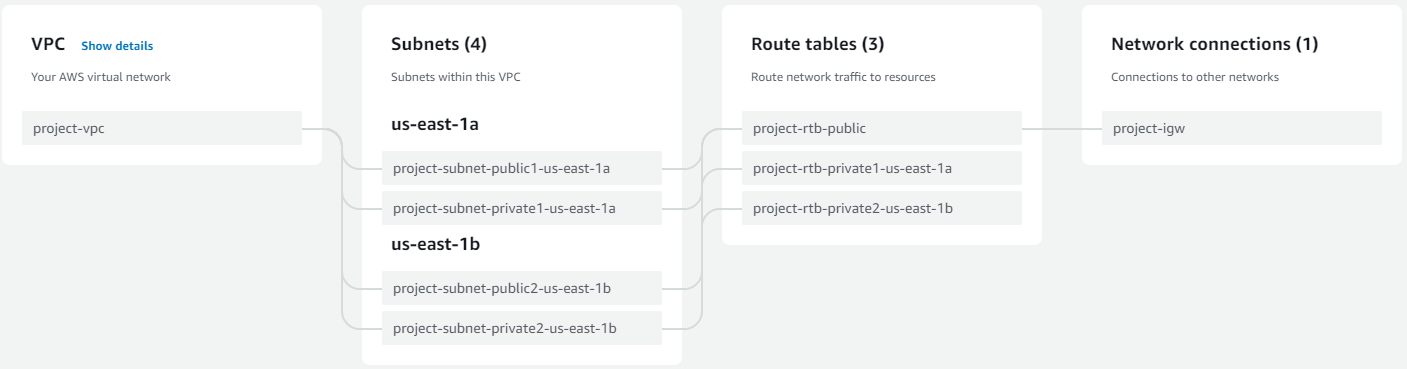 VPC Show details
Your AWS virtual network
project-vpc
Subnets (4)
Subnets within this VPC
us-east-1a
project-subnet-public1-us-east-1a
project-subnet-private1-us-east-1a
us-east-1b
project-subnet-public2-us-east-1b
project-subnet-private2-us-east-1b
Route tables (3)
Route network traffic to resources
project-rtb-public
project-rtb-private1-us-east-1a
project-rtb-private2-us-east-1b
Network connections (1)
Connections to other networks
project-igw